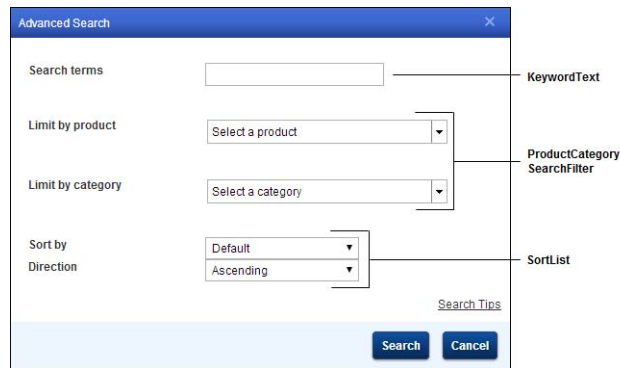 Advanced Search
Search terms
KeywordText
Limit by product
Select a product
ProductCategory
SearchFilter
Limit by category
Select a category
Sort by
Default
Direction
Ascending
SortList
Search Tips
Search
Cancel